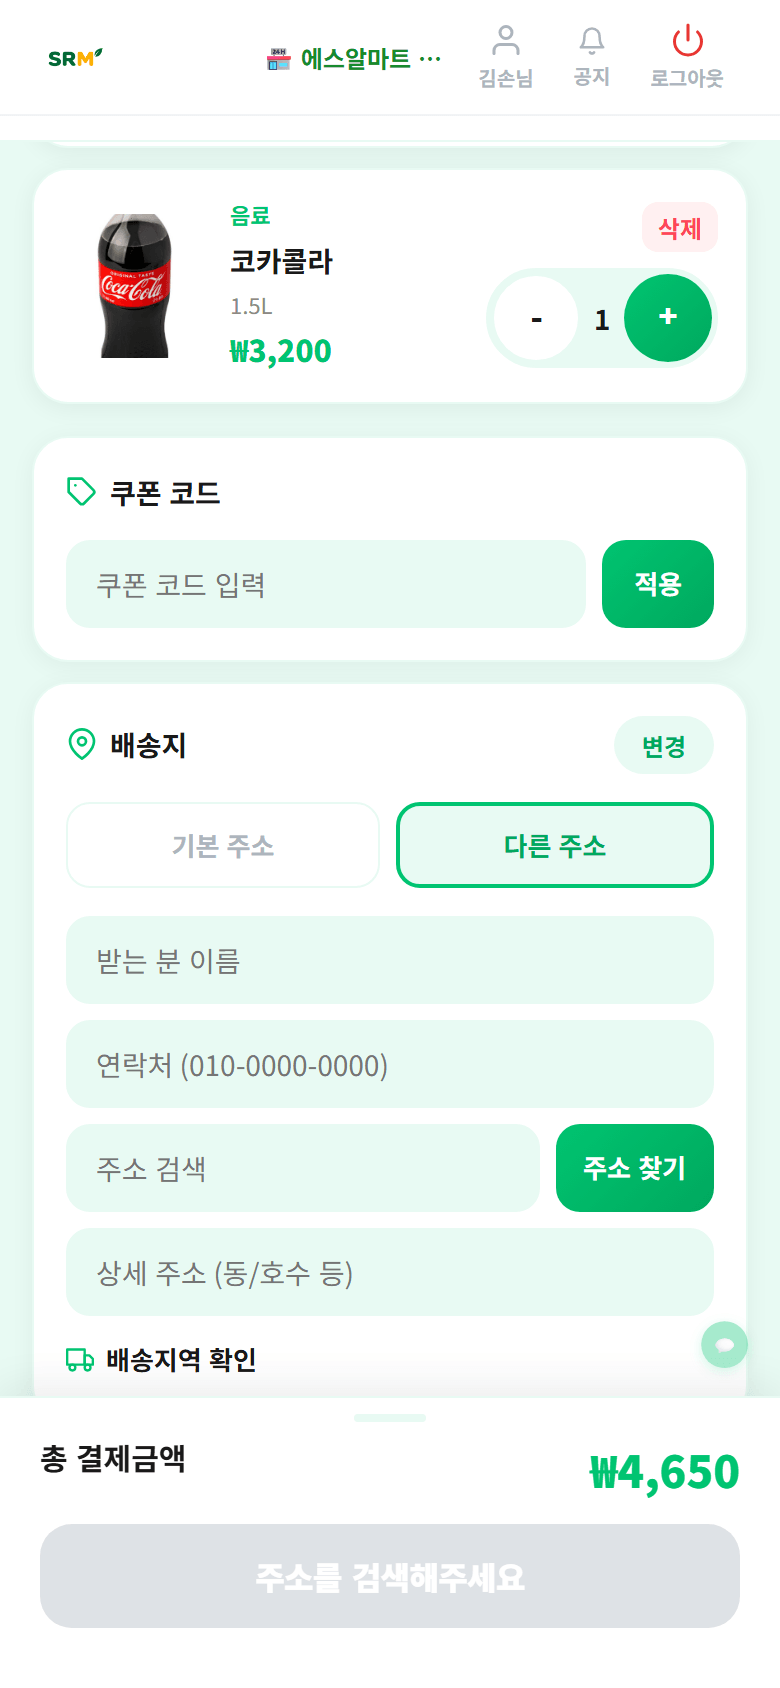 SRM
에스알마트 ···
김손님
공지
로그아웃
음료
코카콜라
1.5L
₩3,200
삭제
-
1
+
ORIGINAL TASTE
Coca-Cola
쿠폰 코드
쿠폰 코드 입력
적용
배송지
변경
기본 주소
다른 주소
받는 분 이름
연락처 (010-0000-0000)
주소 검색
주소 찾기
상세 주소 (동/호수 등)
배송지역 확인
총 결제금액
₩4,650
주소를 검색해주세요